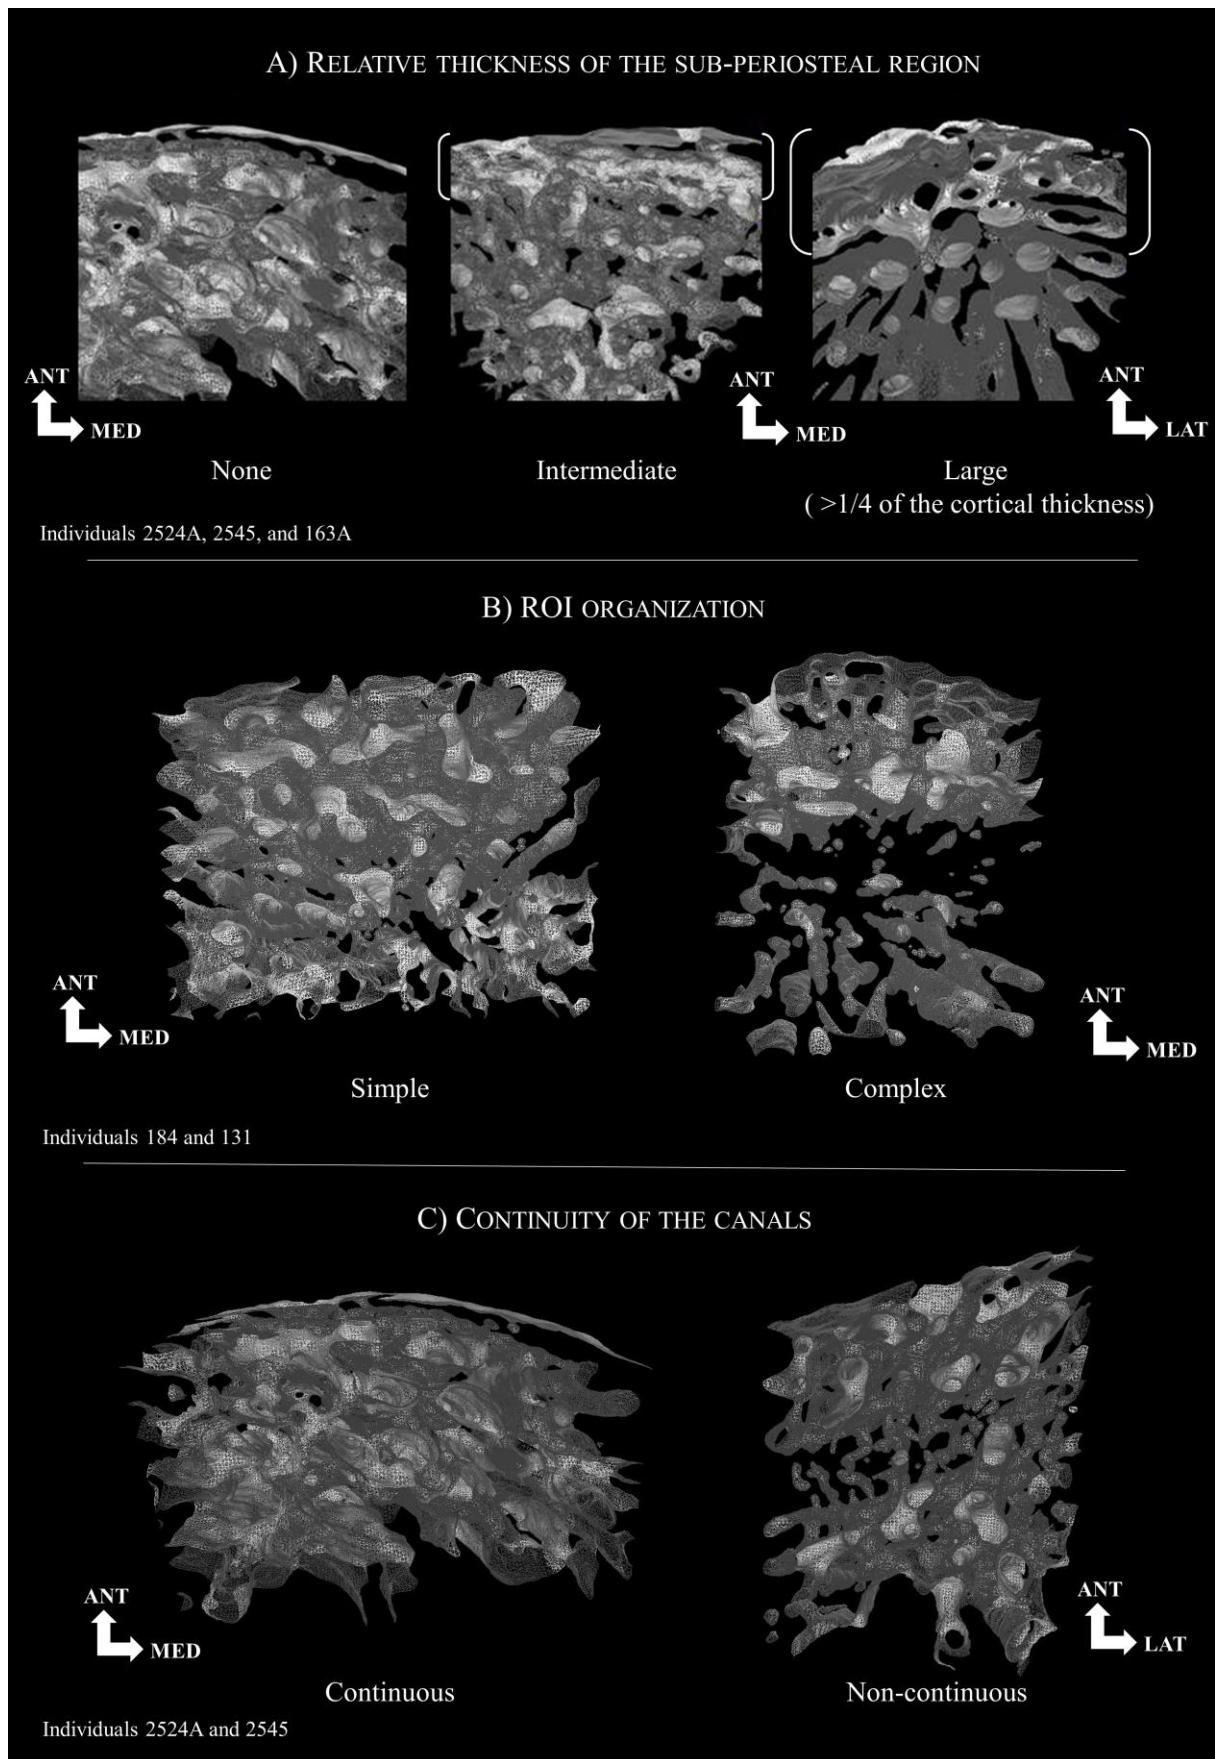 A) RELATIVE THICKNESS OF THE SUB-PERIOSTEAL REGION
ANT
MED
ANT
MED
ANT
LAT
None
Intermediate
Large
( >1/4 of the cortical thickness)
Individuals 2524A, 2545, and 163A
B) ROI ORGANIZATION
ANT
MED
ANT
MED
Simple
Complex
Individuals 184 and 131
C) CONTINUITY OF THE CANALS
ANT
MED
ANT
LAT
Continuous
Non-continuous
Individuals 2524A and 2545